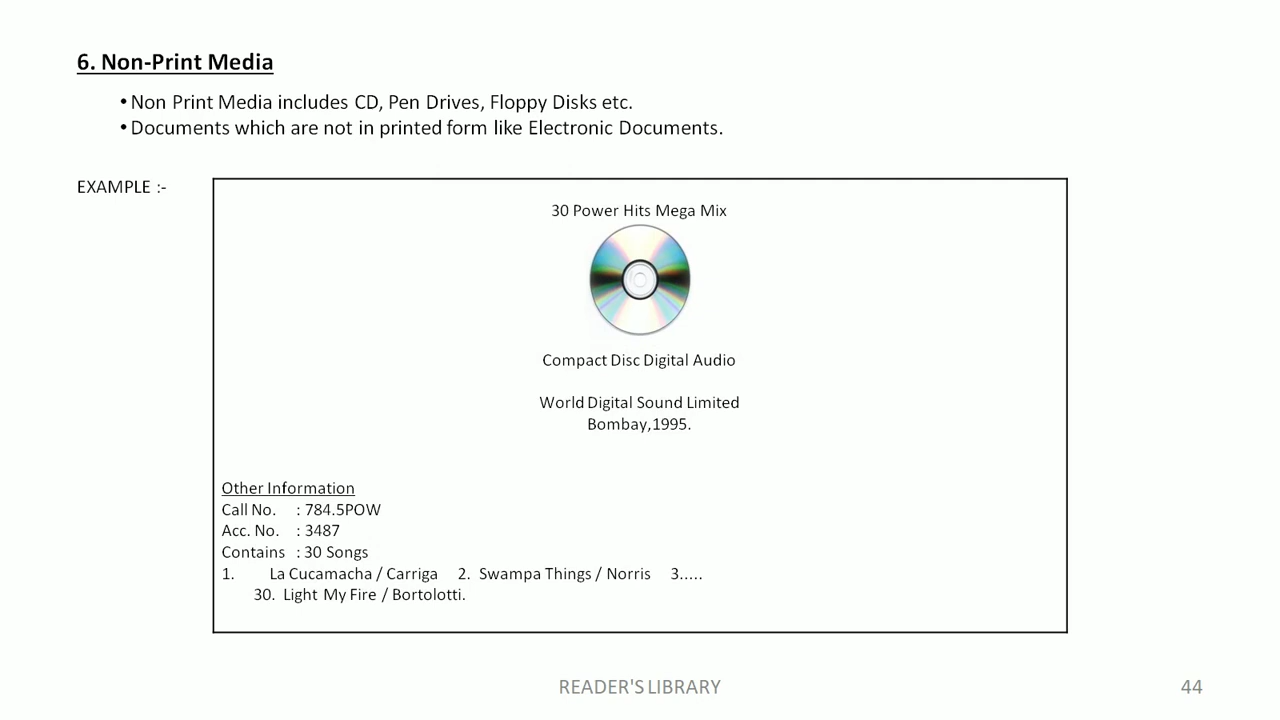 6. Non-Print Media
• Non Print Media includes CD, Pen Drives, Floppy Disks etc.
• Documents which are not in printed form like Electronic Documents.
EXAMPLE :-
30 Power Hits Mega Mix
Compact Disc Digital Audio
World Digital Sound Limited
Bombay,1995.
Other Information
Call No. : 784.5POW
Acc. No. : 3487
Contains : 30 Songs
1. La Cucamacha / Carriga 2. Swampa Things / Norris 3.....
30. Light My Fire / Bortolotti.
READER'S LIBRARY
44